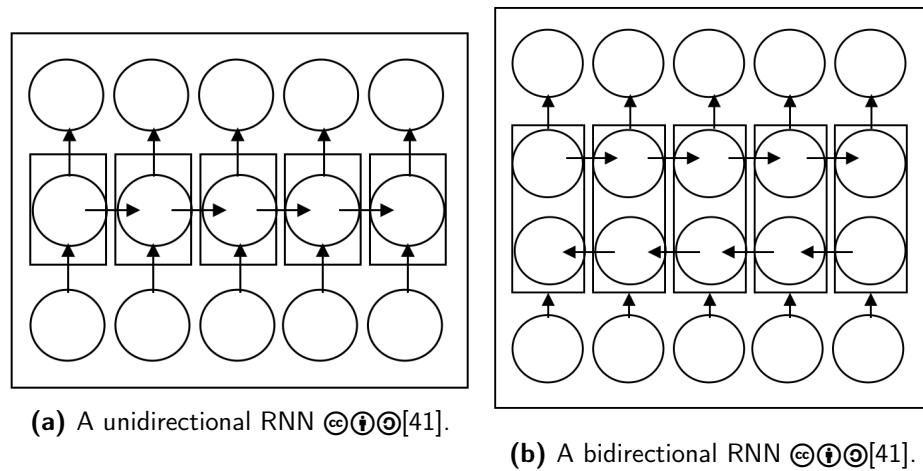 (a) A unidirectional RNN 🅭🅯🄎[41].
(b) A bidirectional RNN 🅭🅯🄎[41].